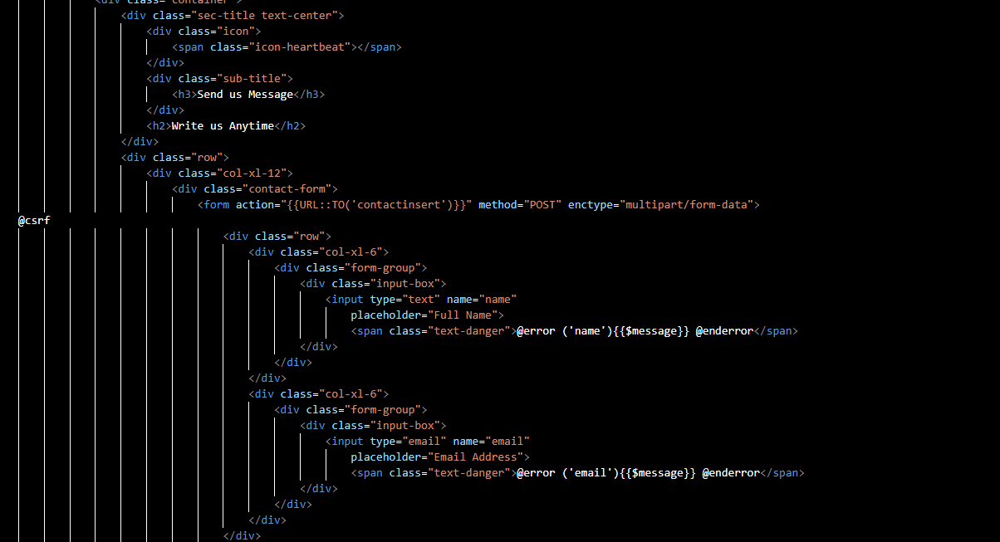 <div class="container">
<div class="sec-title text-center">
<div class="icon">
<span class="icon-heartbeat"></span>
</div>
<div class="sub-title">
<h3>Send us Message</h3>
</div>
<h2>Write us Anytime</h2>
</div>
<div class="row">
<div class="col-xl-12">
<div class="contact-form">
<form action="{{URL::TO('contactinsert')}}" method="POST" enctype="multipart/form-data">
@csrf
<div class="row">
<div class="col-xl-6">
<div class="form-group">
<div class="input-box">
<input type="text" name="name"
placeholder="Full Name">
<span class="text-danger">@error ('name'){{$message}} @enderror</span>
</div>
</div>
</div>
<div class="col-xl-6">
<div class="form-group">
<div class="input-box">
<input type="email" name="email"
placeholder="Email Address">
<span class="text-danger">@error ('email'){{$message}} @enderror</span>
</div>
</div>
</div>
</div>